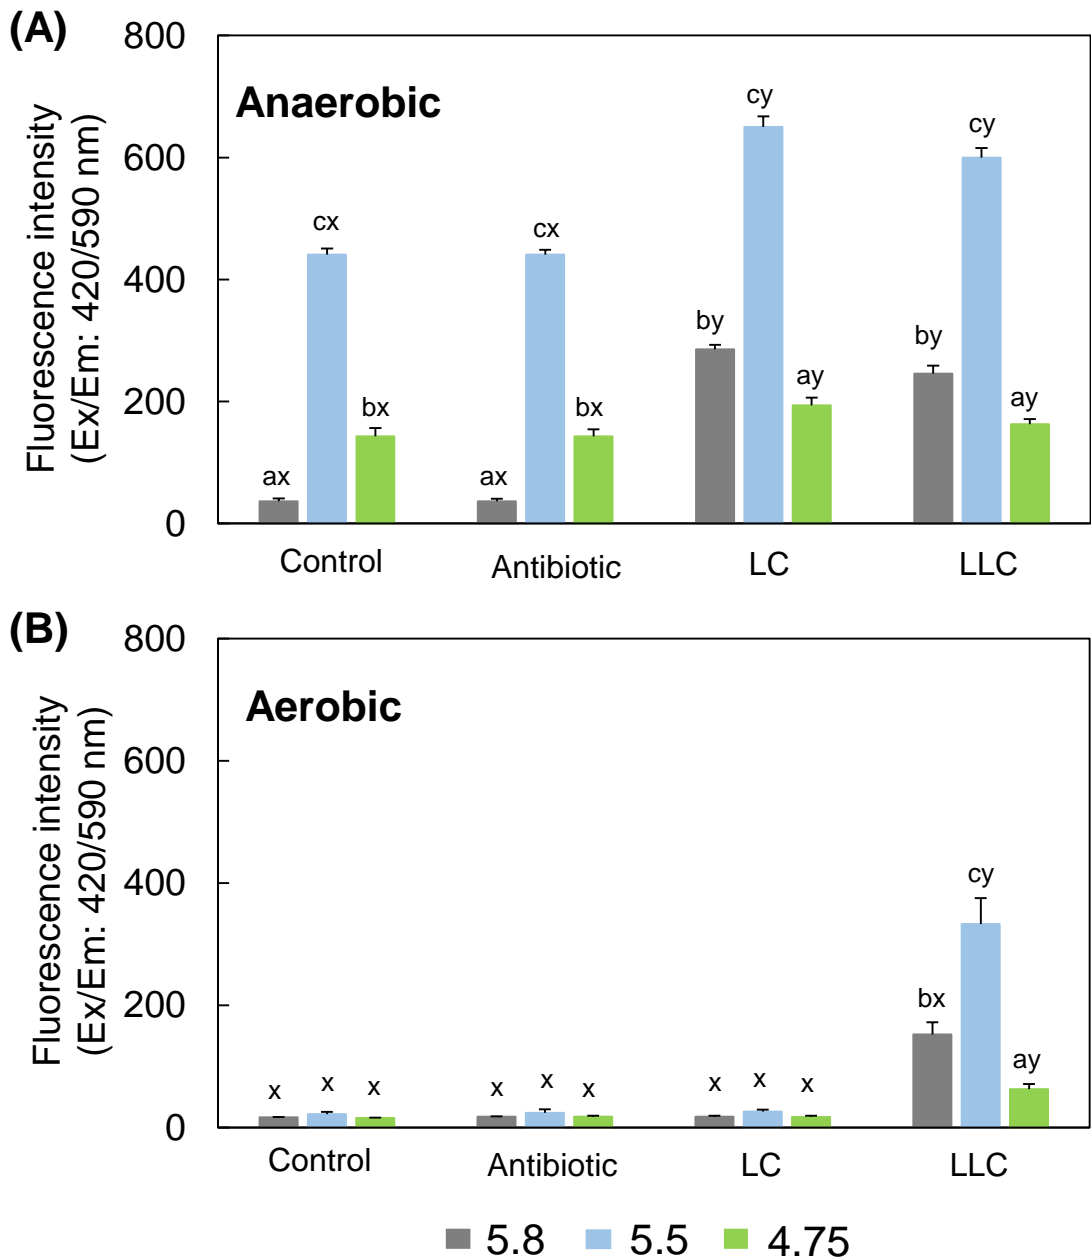 (A)
Anaerobic
Fluorescence intensity
(Ex/Em: 420/590 nm)
800
600
400
200
0
ax
cx
bx
ax
cx
bx
by
cy
ay
by
cy
ay
Control
Antibiotic
LC
LLC
(B)
Aerobic
Fluorescence intensity
(Ex/Em: 420/590 nm)
800
600
400
200
0
x
x
x
x
x
x
x
x
x
bx
cy
ay
Control
Antibiotic
LC
LLC
5.8 5.5 4.75